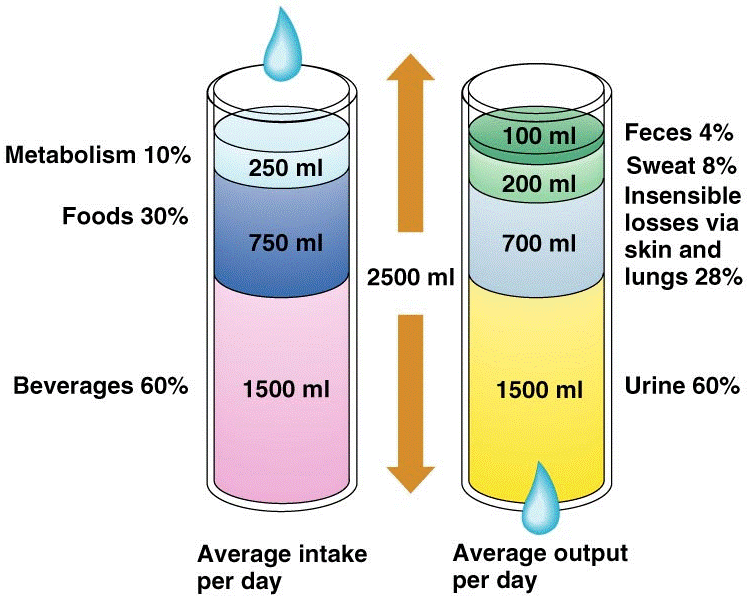 Metabolism 10%
250 ml
Foods 30%
750 ml
Beverages 60%
1500 ml
Average intake
per day
2500 ml
100 ml
Feces 4%
200 ml
Sweat 8%
700 ml
Insensible
losses via
skin and
lungs 28%
1500 ml
Urine 60%
Average output
per day